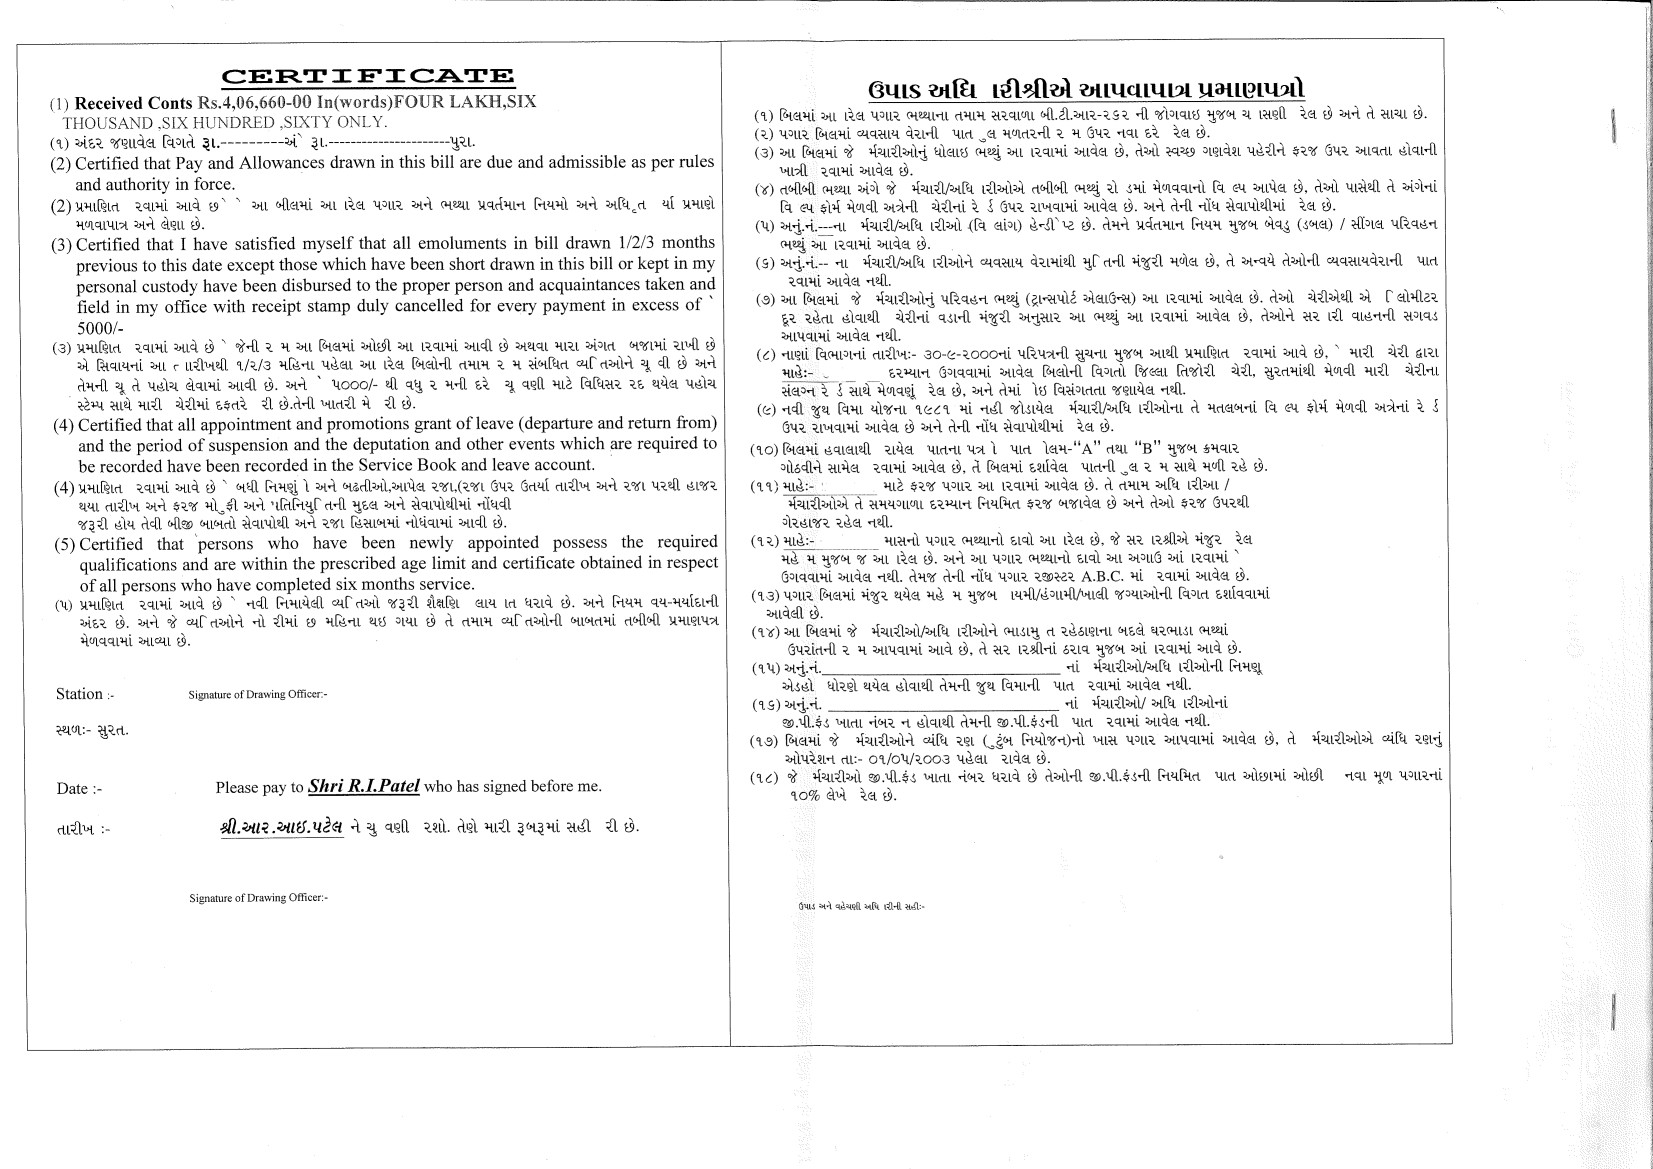 CERTIFICATE
(1) Received Conts Rs.4,06,660-00 In(words)FOUR LAKH,SIX
THOUSAND ,SIX HUNDRED ,SIXTY ONLY.
(૧) અંદર જણાવેલ વિગતે રૂા.---------અંે રૂા.----------------------પુરા.
(2) Certified that Pay and Allowances drawn in this bill are due and admissible as per rules
and authority in force.
(2) પ્રમાણિત રવામાં આવે છે આ બીલમાં આ ારેલ પગાર અને ભથ્થા પ્રવર્તમાન નિયમો અને અધિ ૃત ર્યા પ્રમાણે
મળવાપાત્ર અને લેણા છે.
(3) Certified that I have satisfied myself that all emoluments in bill drawn 1/2/3 months
previous to this date except those which have been short drawn in this bill or kept in my
personal custody have been disbursed to the proper person and acquaintances taken and
field in my office with receipt stamp duly cancelled for every payment in excess of `
5000/-
(૩) પ્રમાણિત રવામાં આવે છે ` જેની ર મ આ બિલમાં ઓછી આ ારવામાં આવી છે અથવા મારા અંગત બજામાં રાખી છે
એ સિવાયનાં આ તારીખથી ૧/૨/૩ મહિના પહેલા આ ારેલ બિલોની તમામ ર મ સંબધિત વ્ય િતઓને ચૂ વી છે અને
તેમની ચૂ તે પહોચ લેવામાં આવી છે. અને ` ૫૦૦૦/- થી વધુ ર મની દરે ચૂ વણી માટે વિધિસર રદ થયેલ પહોચ
સ્ટેમ્પ સાથે મારી ચેરીમાં દફતરે રી છે.તેની ખાતરી મે રી છે.
(4) Certified that all appointment and promotions grant of leave (departure and return from)
and the period of suspension and the deputation and other events which are required to
be recorded have been recorded in the Service Book and leave account.
(4) પ્રમાણિત રવામાં આવે છે ` બધી નિમણું ો અને બઢતીઓ,આપેલ રજા,(રજા ઉપર ઉતર્યા તારીખ અને રજા પરથી હાજર
થયા તારીખ અને ફરજ મો ુફી અને પ્રતિનિયુ િતની મુદલ અને સેવાપોથીમાં નોંધવી
જરૂરી હોય તેવી બીજી બાબતો સેવાપોથી અને રજા હિસાબમાં નોધંવામાં આવી છે.
(5) Certified that persons who have been newly appointed possess the required
qualifications and are within the prescribed age limit and certificate obtained in respect
of all persons who have completed six months service.
(૫) પ્રમાણિત રવામાં આવે છે ` નવી નિમાયેલી વ્ય િતઓ જરૂરી શૈક્ષણિ લાય ાત ધરાવે છે. અને નિયમ વય-મર્યાદાની
અંદર છે. અને જે વ્ય િતઓને નો રીમાં છ મહિના થઇ ગયા છે તે તમામ વ્ય િતઓની બાબતમાં તબીબી પ્રમાણપત્ર
મેળવવામાં આવ્યા છે.
Station :- Signature of Drawing Officer:-
સ્થળઃ- સુરત.
Date :- Please pay to Shri R.I.Patel who has signed before me.
તારીખ :- શ્રી.આર.આઇ.પટેલ ને ચુ વણી રશો. તેણે મારી રૂબરૂમાં સહી રી છે.
Signature of Drawing Officer:-
ઉપાડ અધિ ારીશ્રીએ આપવાપાત્ર પ્રમાણપત્રો
(૧) બિલમાં આ ારેલ પગાર ભથ્થાના તમામ સરવાળા બી.ટી.આર-૨૬૨ ની જોગવાઇ મુજબ ચ ાસણી રેલ છે અને તે સાચા છે.
(૨) પગાર બિલમાં વ્યવસાય વેરાની પાત ુલ મળતરની ર મ ઉપર નવા દરે રેલ છે.
(૩) આ બિલમાં જે ર્મચારીઓનું ધોલાઇ ભથ્થું આ ારવામાં આવેલ છે, તેઓ સ્વચ્છ ગણવેશ પહેરીને ફરજ ઉપર આવતા હોવાની
ખાત્રી રવામાં આવેલ છે.
(૪) તબીબી ભથ્થા અંગે જે ર્મચારી/અધિ ારીઓએ તબીબી ભથ્થું રો ડમાં મેળવવાનો વિ લ્પ આપેલ છે, તેઓ પાસેથી તે અંગેનાં
વિ લ્પ ફોર્મ મેળવી અત્રેની ચેરીનાં રે ર્ડ ઉપર રાખવામાં આવેલ છે. અને તેની નોંધ સેવાપોથીમાં રેલ છે.
(૫) અનું.નં.---ના ર્મચારી/અધિ ારીઓ (વિ લાંગ) હેન્ડી ેપ્ટ છે. તેમને પ્રર્વતમાન નિયમ મુજબ બેવડુ (ડબલ) / સીંગલ પરિવહન
ભથ્થું આ ારવામાં આવેલ છે.
(૬) અનું.નં.-- ના ર્મચારી/અધિ ારીઓને વ્યવસાય વેરામાંથી મુ િતની મંજુરી મળેલ છે, તે અન્વયે તેઓની વ્યવસાયવેરાની પાત
રવામાં આવેલ નથી.
(૭) આ બિલમાં જે ર્મચારીઓનું પરિવહન ભથ્થું (ટ્રાન્સપોર્ટ એલાઉન્સ) આ ારવામાં આવેલ છે. તેઓ ચેરીએથી એ િલોમીટર
દૂર રહેતા હોવાથી ચેરીનાં વડાની મંજુરી અનુસાર આ ભથ્થું આ ારવામાં આવેલ છે, તેઓને સર ારી વાહનની સગવડ
આપવામાં આવેલ નથી.
(૮) નાણાં વિભાગનાં તારીખઃ- ૩૦-૯-૨૦૦૦નાં પરિપત્રની સુચના મુજબ આથી પ્રમાણિત રવામાં આવે છે, ` મારી ચેરી દ્વારા
માહેઃ- દરમ્યાન ઉગવવામાં આવેલ બિલોની વિગતો જિલ્લા તિજોરી ચેરી, સુરતમાંથી મેળવી મારી ચેરીના
સંલગ્ન રે ર્ડ સાથે મેળવણું રેલ છે, અને તેમાં ોઇ વિસંગતતા જણાયેલ નથી.
(૯) નવી જુથ વિમા યોજના ૧૯૮૧ માં નહી જોડાયેલ ર્મચારી/અધિ ારીઓના તે મતલબનાં વિ લ્પ ફોર્મ મેળવી અત્રેનાં રે ર્ડ
ઉપર રાખવામાં આવેલ છે અને તેની નોંધ સેવાપોથીમાં રેલ છે.
(૧૦) બિલમાં હવાલાથી રાયેલ પાતના પત્ર ો પાત ોલમ-“A” તથા “B” મુજબ ક્રમવાર
ગોઠવીને સામેલ રવામાં આવેલ છે, તે બિલમાં દર્શાવેલ પાતની ુલ ર મ સાથે મળી રહે છે.
(૧૧) માહેઃ- માટે ફરજ પગાર આ ારવામાં આવેલ છે. તે તમામ અધિ ારીઆ /
ર્મચારીઓએ તે સમયગાળા દરમ્યાન નિયમિત ફરજ બજાવેલ છે અને તેઓ ફરજ ઉપરથી
ગેરહાજર રહેલ નથી.
(૧૨) માહેઃ- માસનો પગાર ભથ્થાનો દાવો આ ારેલ છે, જે સર ારશ્રીએ મંજુર રેલ
મહે મ મુજબ જ આ ારેલ છે. અને આ પગાર ભથ્થાનો દાવો આ અગાઉ આં ારવામાં `
ઉગવવામાં આવેલ નથી. તેમજ તેની નોંધ પગાર રજીસ્ટર A.B.C. માં રવામાં આવેલ છે.
(૧૩) પગાર બિલમાં મંજુર થયેલ મહે મ મુજબ ાયમી/હંગામી/ખાલી જગ્યાઓની વિગત દર્શાવવામાં
આવેલી છે.
(૧૪) આ બિલમાં જે ર્મચારીઓ/અધિ ારીઓને ભાડામુ ત રહેઠાણના બદલે ઘરભાડા ભથ્થાં
ઉપરાંતની ર મ આપવામાં આવે છે, તે સર ારશ્રીનાં ઠરાવ મુજબ આં ારવામાં આવે છે.
(૧૫) અનું.નં.______ નાં ર્મચારીઓ/અધિ ારીઓની નિમણૂ
એડહો ધોરણે થયેલ હોવાથી તેમની જુથ વિમાની પાત રવામાં આવેલ નથી.
(૧૬) અનું.નં. ______ નાં ર્મચારીઓ/ અધિ ારીઓનાં
જી.પી.ફંડ ખાતા નંબર ન હોવાથી તેમની જી.પી.ફંડની પાત રવામાં આવેલ નથી.
(૧૭) બિલમાં જે ર્મચારીઓને વ્યંધિ રણ ( ુટુંબ નિયોજન)નો ખાસ પગાર આપવામાં આવેલ છે, તે ર્મચારીઓએ વ્યંધિ રણનું
ઓપરેશન તાઃ- ૦૧/૦૫/૨૦૦૩ પહેલા રાવેલ છે.
(૧૮) જે ર્મચારીઓ જી.પી.ફંડ ખાતા નંબર ધરાવે છે તેઓની જી.પી.ફંડની નિયમિત પાત ઓછામાં ઓછી નવા મૂળ પગારનાં
૧૦% લેખે રેલ છે.
ઉપાડ અને વહેચણી અધિ ારીની સહીઃ-